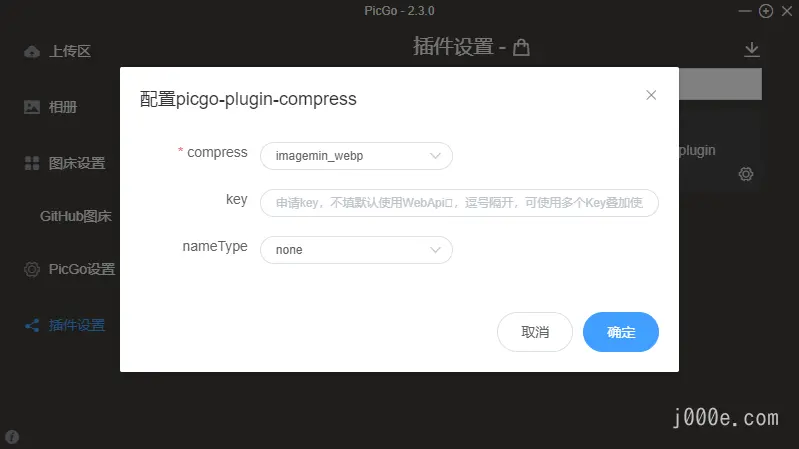 PicGo - 2.3.0
上传区
插件设置 -
相册
配置picgo-plugin-compress
* compress
imagemin_webp
plugin
图床设置
key
申请key，不填默认使用WebApi，逗号隔开，可使用多个Key叠加使
GitHub图床
nameType
none
PicGo设置
插件设置
取消
确定
j000e.com